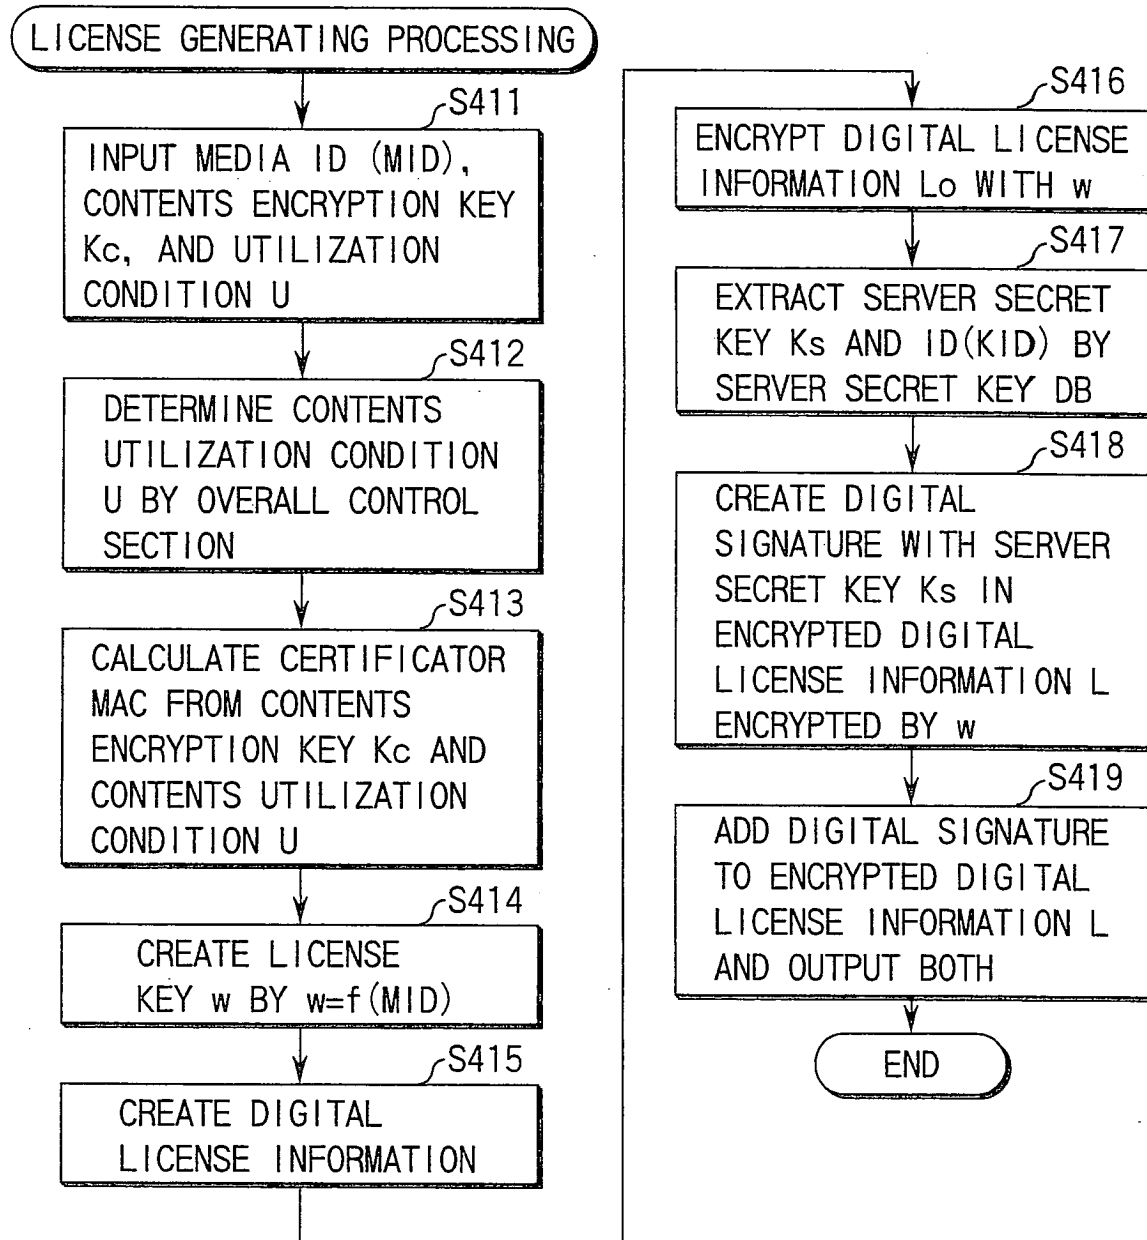 LICENSE GENERATING PROCESSING
S411
INPUT MEDIA ID (MID),
CONTENTS ENCRYPTION KEY
Kc, AND UTILIZATION
CONDITION U
S412
DETERMINE CONTENTS
UTILIZATION CONDITION
U BY OVERALL CONTROL
SECTION
S413
CALCULATE CERTIFICATOR
MAC FROM CONTENTS
ENCRYPTION KEY Kc AND
CONTENTS UTILIZATION
CONDITION U
S414
CREATE LICENSE
KEY w BY w=f(MID)
S415
CREATE DIGITAL
LICENSE INFORMATION
S416
ENCRYPT DIGITAL LICENSE
INFORMATION Lo WITH w
S417
EXTRACT SERVER SECRET
KEY Ks AND ID(KID) BY
SERVER SECRET KEY DB
S418
CREATE DIGITAL
SIGNATURE WITH SERVER
SECRET KEY Ks IN
ENCRYPTED DIGITAL
LICENSE INFORMATION L
ENCRYPTED BY w
S419
ADD DIGITAL SIGNATURE
TO ENCRYPTED DIGITAL
LICENSE INFORMATION L
AND OUTPUT BOTH
END